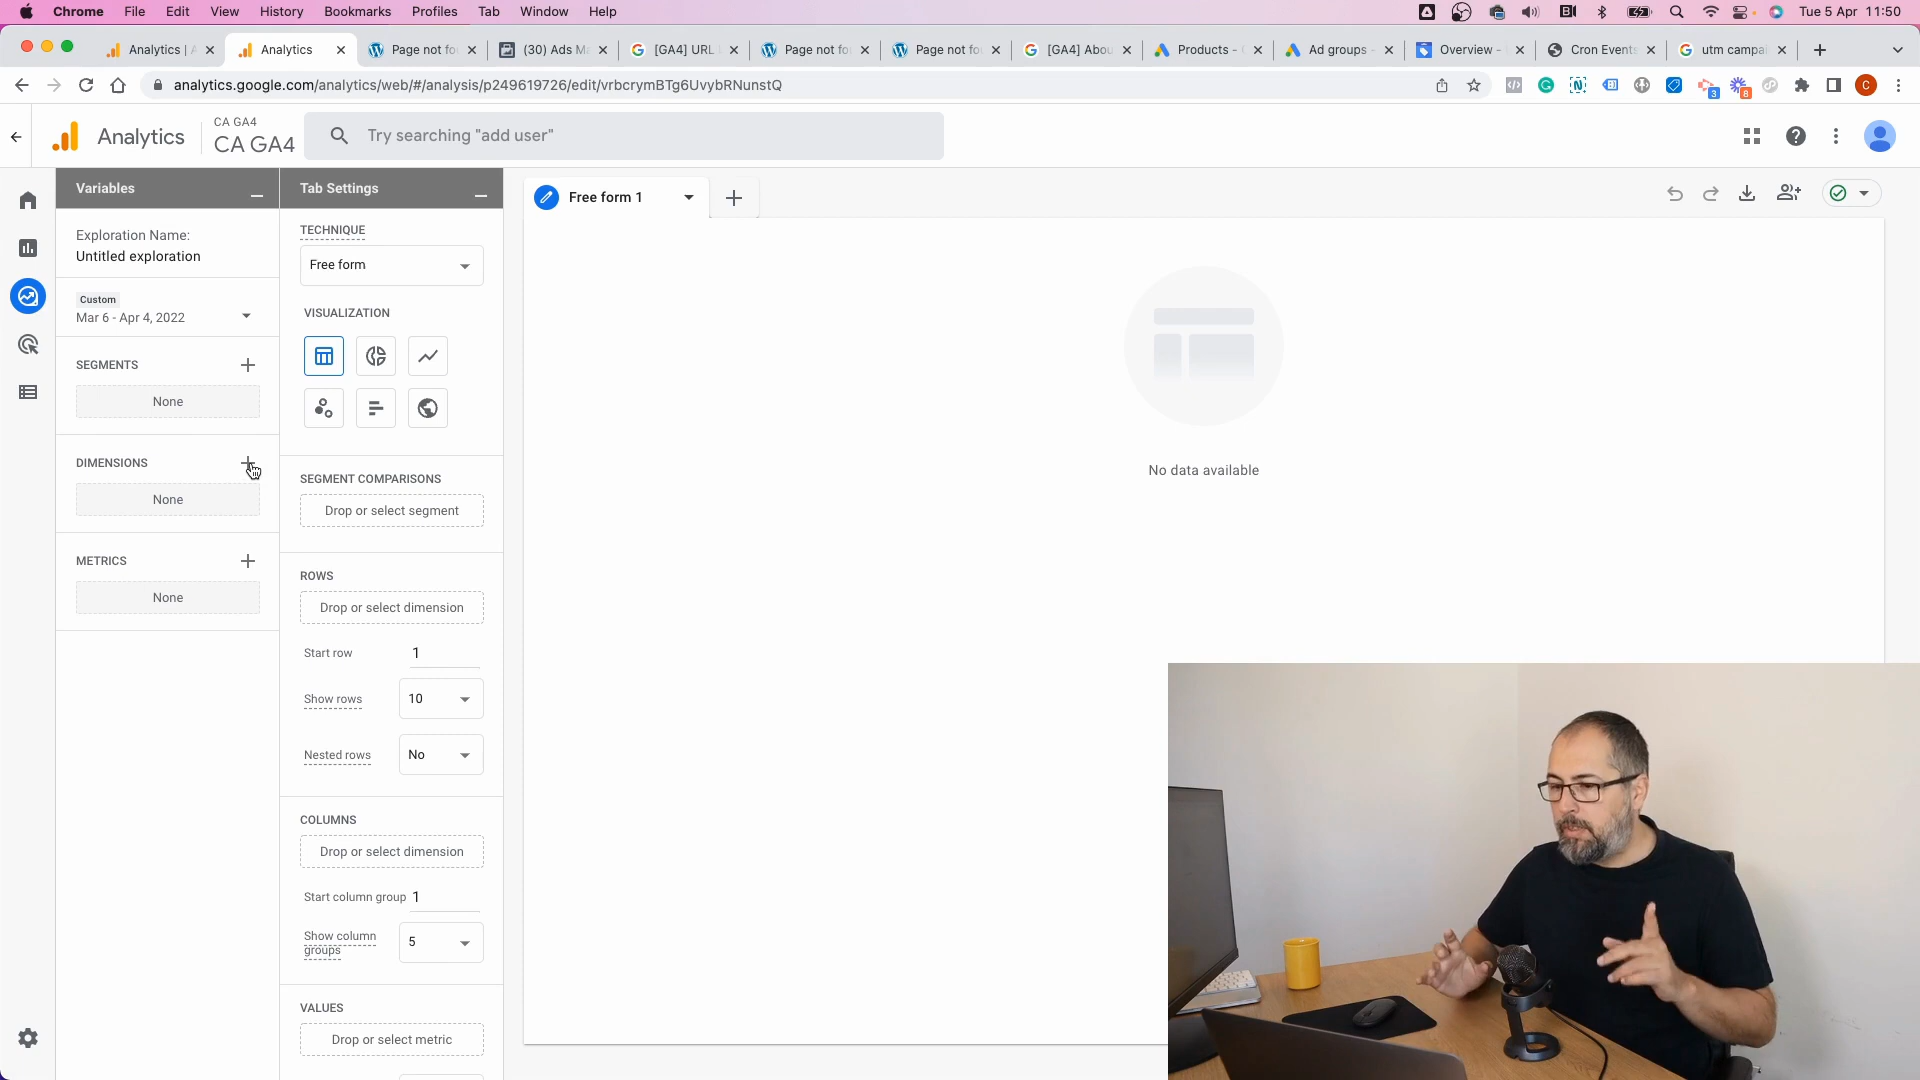 Chrome File Edit View History Bookmarks Profiles Tab Window Help Tue 5 Apr 11:50
Analytics | A Analytics Page not fo (30) Ads Ma [GA4] URL Page not fo Page not fo [GA4] Abou Products - Ad groups - Overview - Cron Events utm campai
analytics.google.com/analytics/web/#/analysis/p249619726/edit/vrbcrymBTg6UvybRNunstQ
3 8 C
Analytics
CA GA4
CA GA4
Try searching "add user"
Variables
Exploration Name:
Untitled exploration
Custom
Mar 6 - Apr 4, 2022
SEGMENTS
None
DIMENSIONS
None
METRICS
None
Tab Settings
TECHNIQUE
Free form
VISUALIZATION
SEGMENT COMPARISONS
Drop or select segment
ROWS
Drop or select dimension
Start row 1
Show rows 10
Nested rows No
COLUMNS
Drop or select dimension
Start column group 1
Show column
groups 5
VALUES
Drop or select metric
Free form 1
No data available